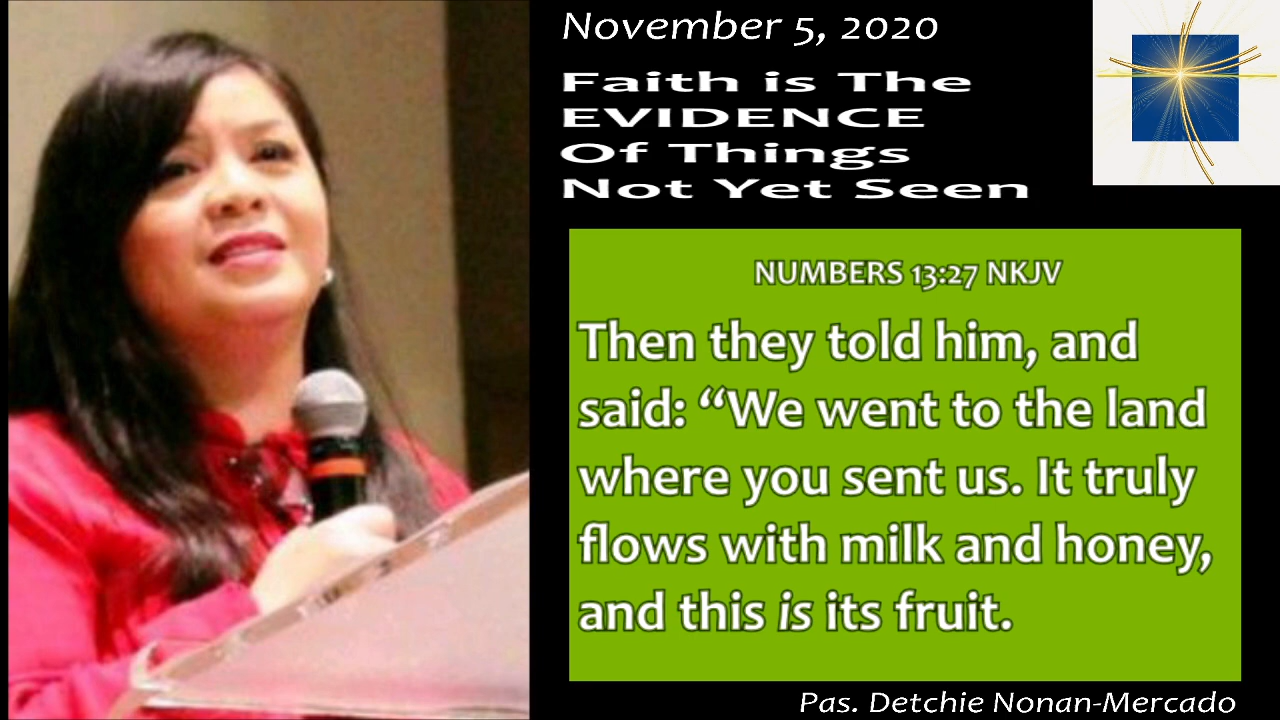 November 5, 2020
Faith is The
EVIDENCE
Of Things
Not Yet Seen
NUMBERS 13:27 NKJV
Then they told him, and
said: “We went to the land
where you sent us. It truly
flows with milk and honey,
and this is its fruit.
Pas. Detchie Nonan-Mercado